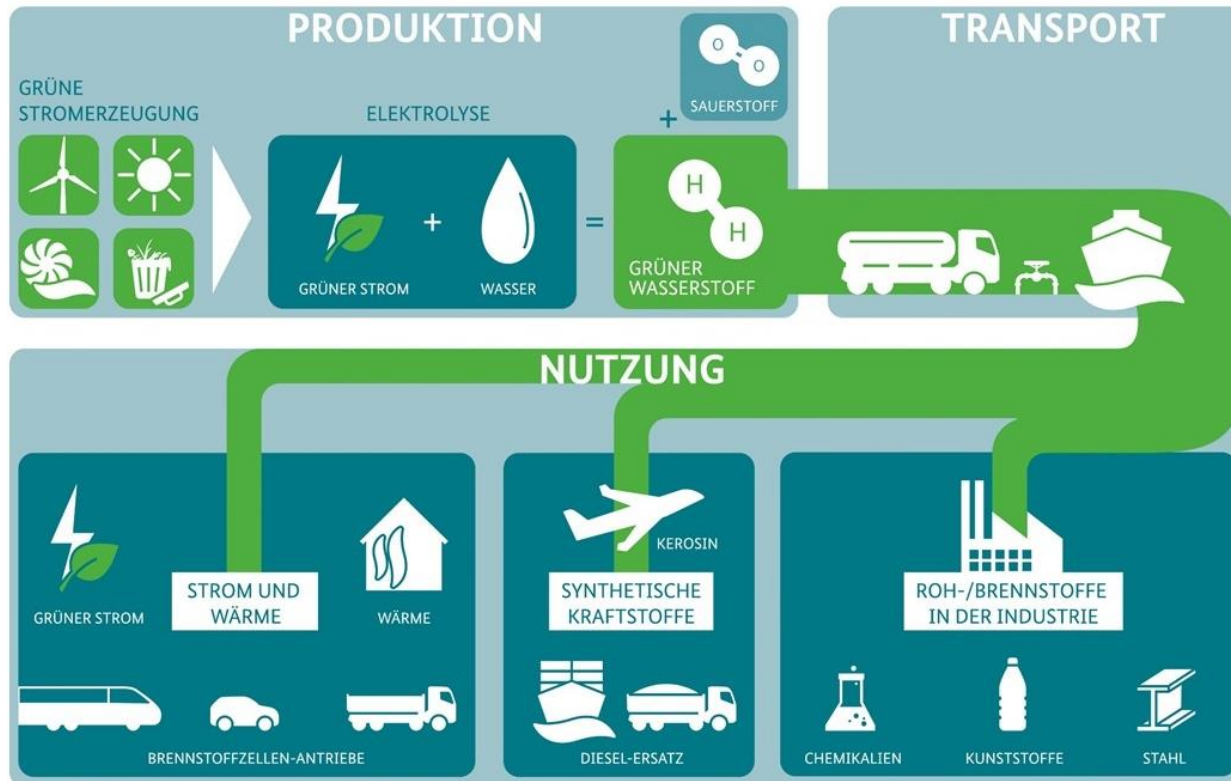 PRODUKTION
GRÜNE
STROMERZEUGUNG
ELEKTROLYSE
GRÜNER STROM
+
WASSER
=
+
O
O
SAUERSTOFF
H
H
GRÜNER
WASSERSTOFF
TRANSPORT
NUTZUNG
GRÜNER STROM
STROM UND
WÄRME
WÄRME
BRENNSTOFFZELLEN-ANTRIEBE
KEROSIN
SYNTHETISCHE
KRAFTSTOFFE
DIESEL-ERSATZ
ROH-/BRENNSTOFFE
IN DER INDUSTRIE
CHEMIKALIEN
KUNSTSTOFFE
STAHL